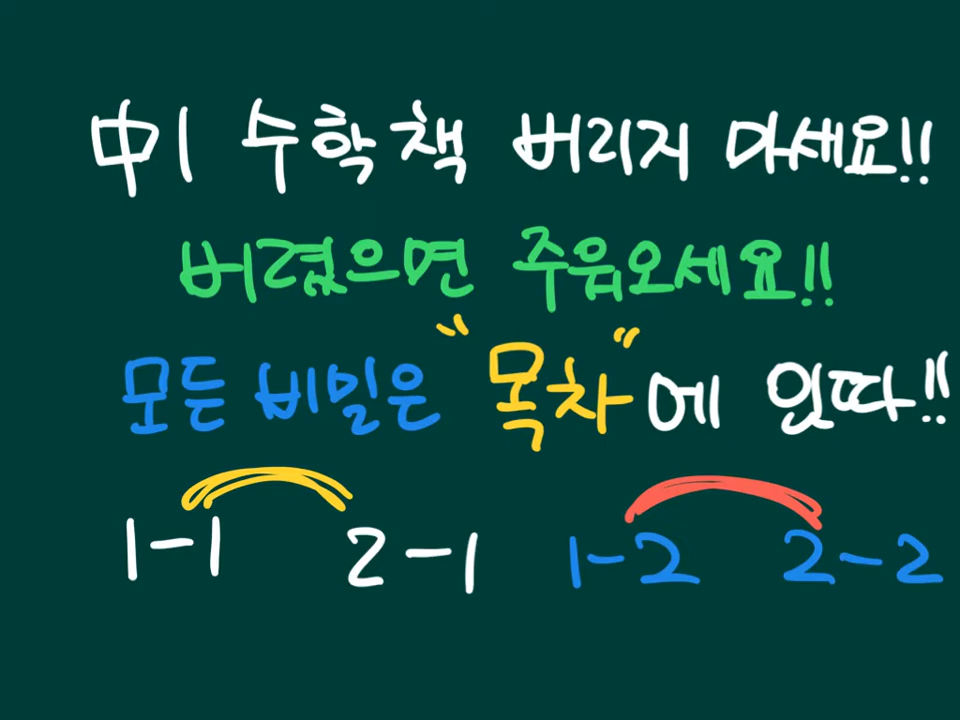 中1 수학책 버리지 마세요!!
버렸으면 주워오세요!!
모든 비밀은 "목차"에 있따!!
1-1 2-1 1-2 2-2